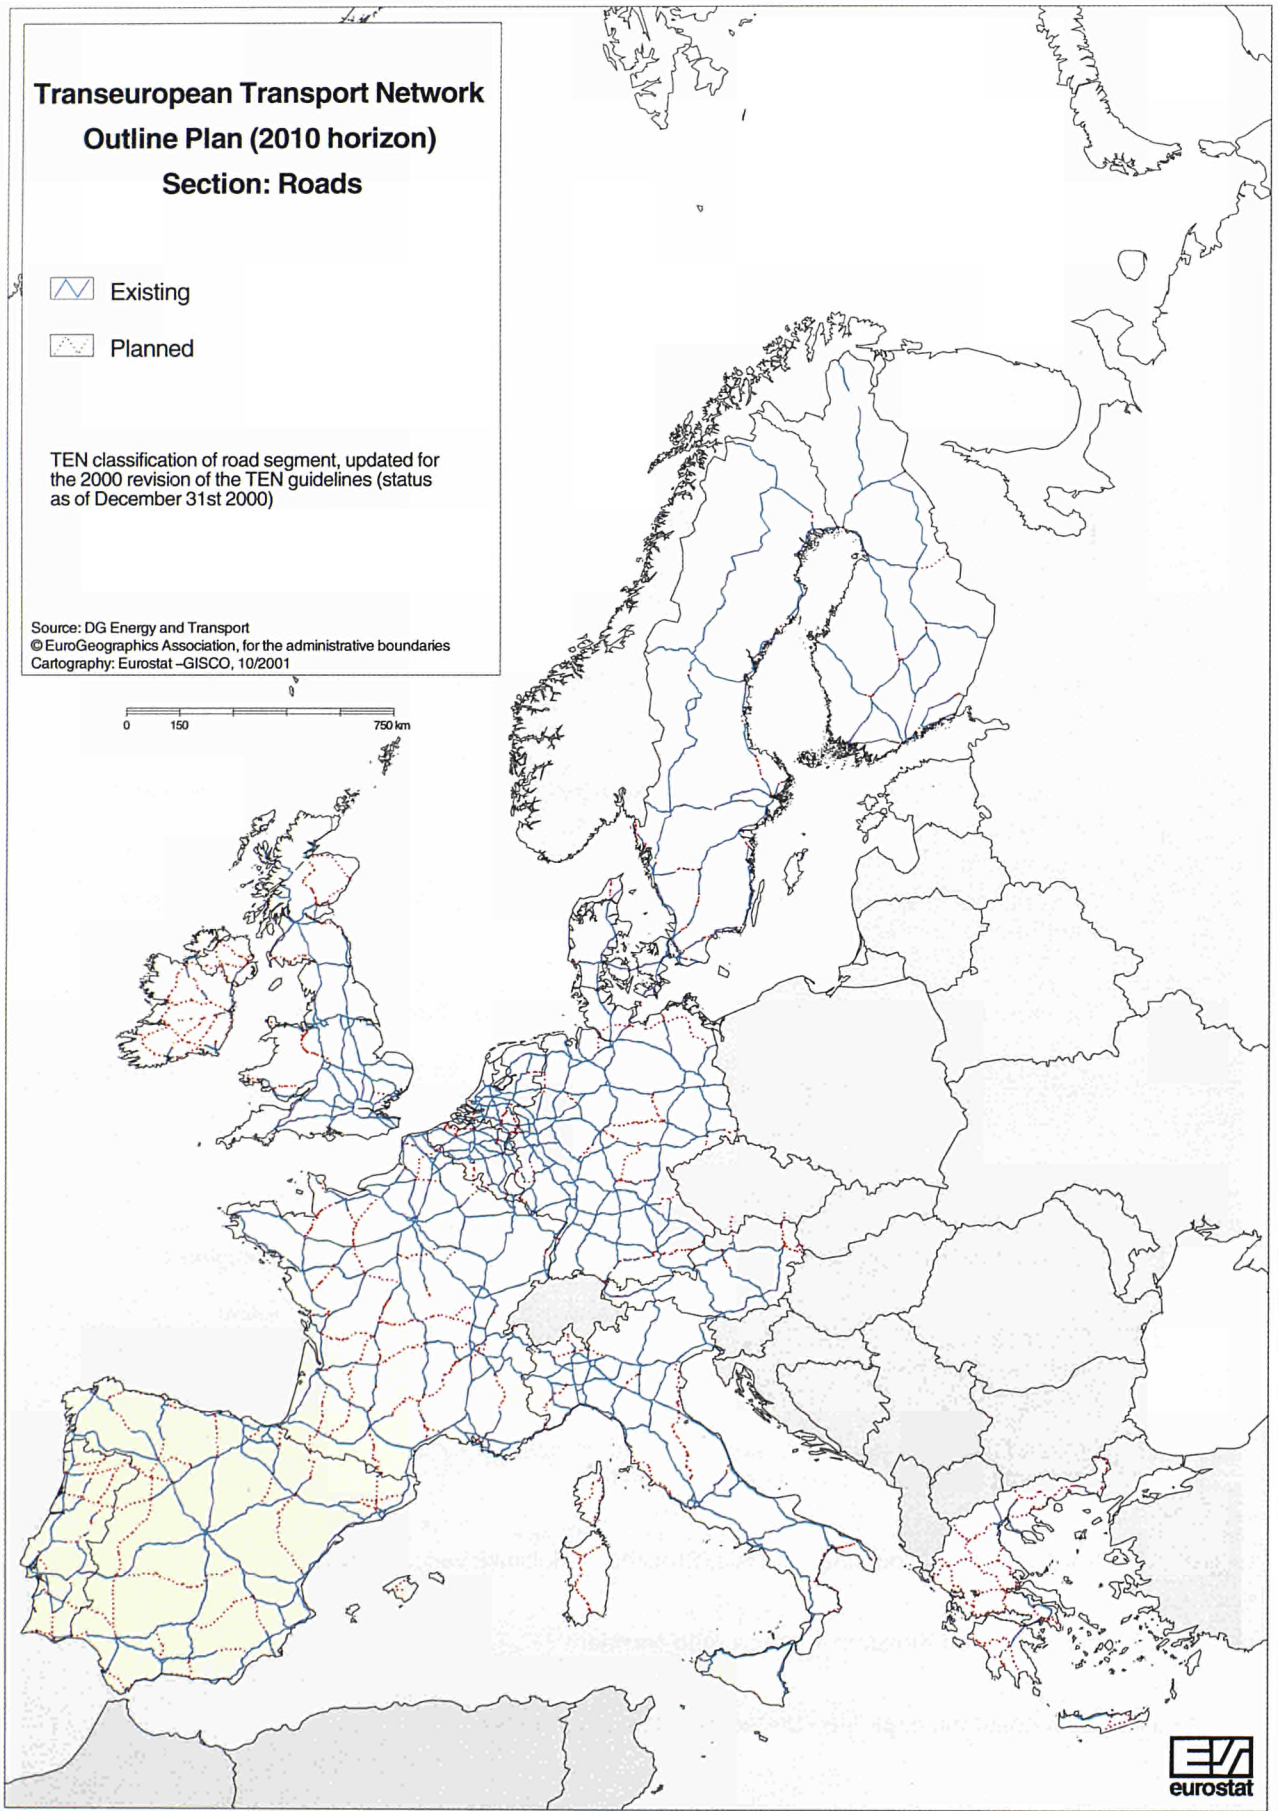 Transeuropean Transport Network
Outline Plan (2010 horizon)
Section: Roads
Existing
Planned
TEN classification of road segment, updated for
the 2000 revision of the TEN guidelines (status
as of December 31st 2000)
Source: DG Energy and Transport
© EuroGeographics Association, for the administrative boundaries
Cartography: Eurostat –GISCO, 10/2001
0 150 750 km
eurostat